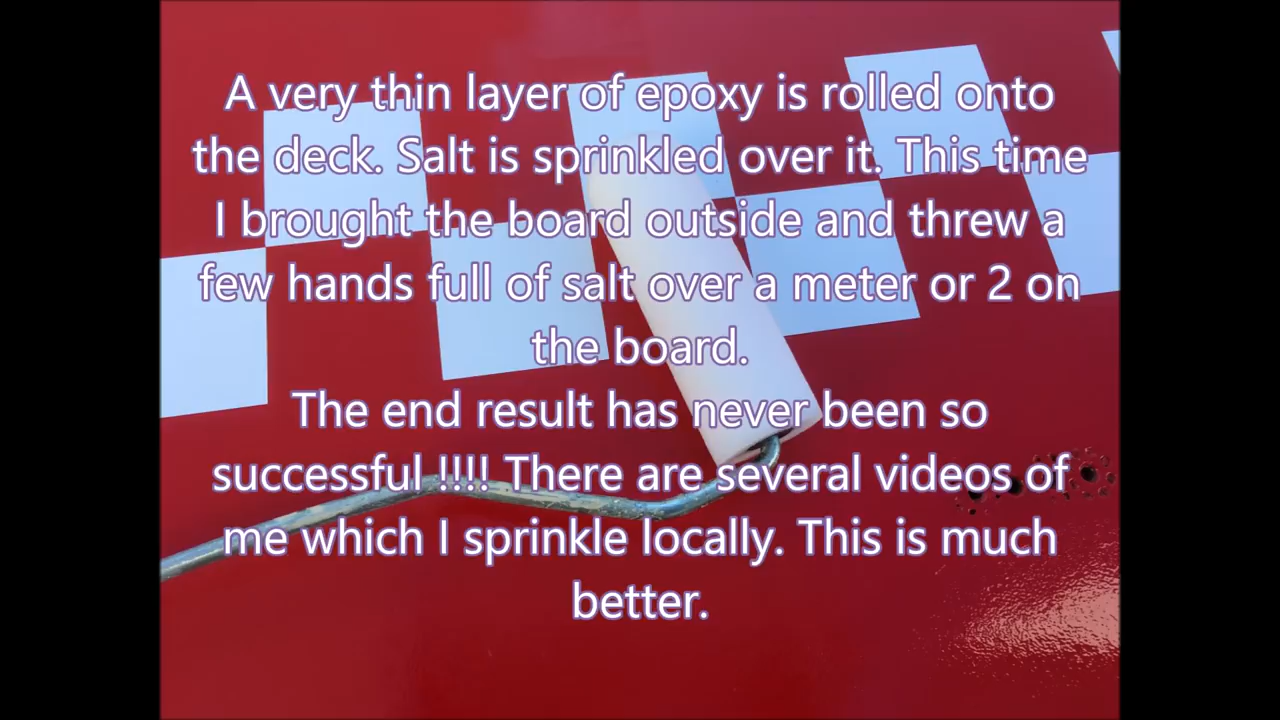 A very thin layer of epoxy is rolled onto
the deck. Salt is sprinkled over it. This time
I brought the board outside and threw a
few hands full of salt over a meter or 2 on
the board.
The end result has never been so
successful !!!! There are several videos of
me which I sprinkle locally. This is much
better.